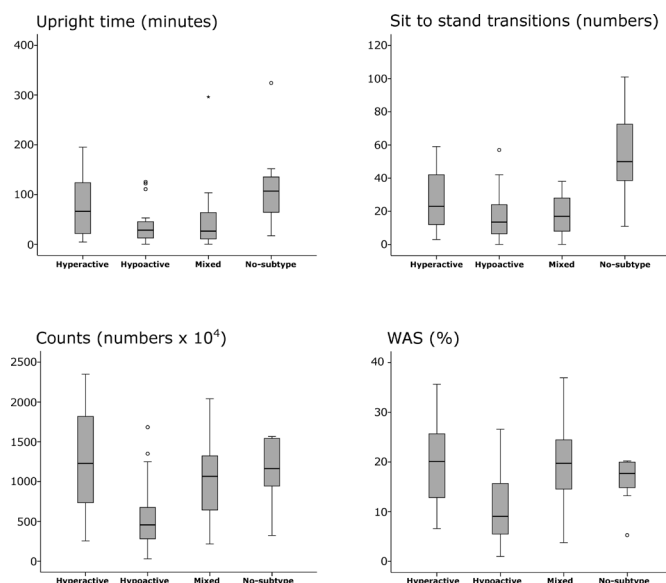 Upright time (minutes)
400
300
200
100
0
Hyperactive Hypoactive Mixed No-subtype
Sit to stand transitions (numbers)
120
100
80
60
40
20
0
Hyperactive Hypoactive Mixed No-subtype
Counts (numbers x 10⁴)
2500
2000
1500
1000
500
0
Hyperactive Hypoactive Mixed No-subtype
WAS (%)
40
30
20
10
0
Hyperactive Hypoactive Mixed No-subtype